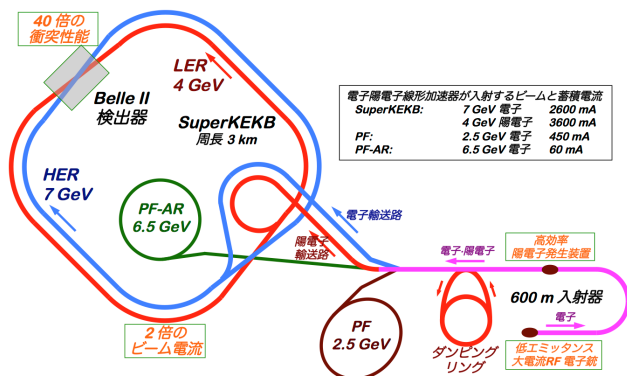 40 倍の
衝突性能
LER
4 GeV
Belle II
検出器
SuperKEKB
周長 3 km
電子陽電子線形加速器が入射するビームと蓄積電流
SuperKEKB: 7 GeV 電子 2600 mA
4 GeV 陽電子 3600 mA
PF: 2.5 GeV 電子 450 mA
PF-AR: 6.5 GeV 電子 60 mA
HER
7 GeV
PF-AR
6.5 GeV
電子輸送路
陽電子
輸送路
電子·陽電子
高効率
陽電子発生装置
600 m 入射器
電子
PF
2.5 GeV
2 倍の
ビーム電流
ダンピング
リング
低エミッタンス
大電流RF 電子銃